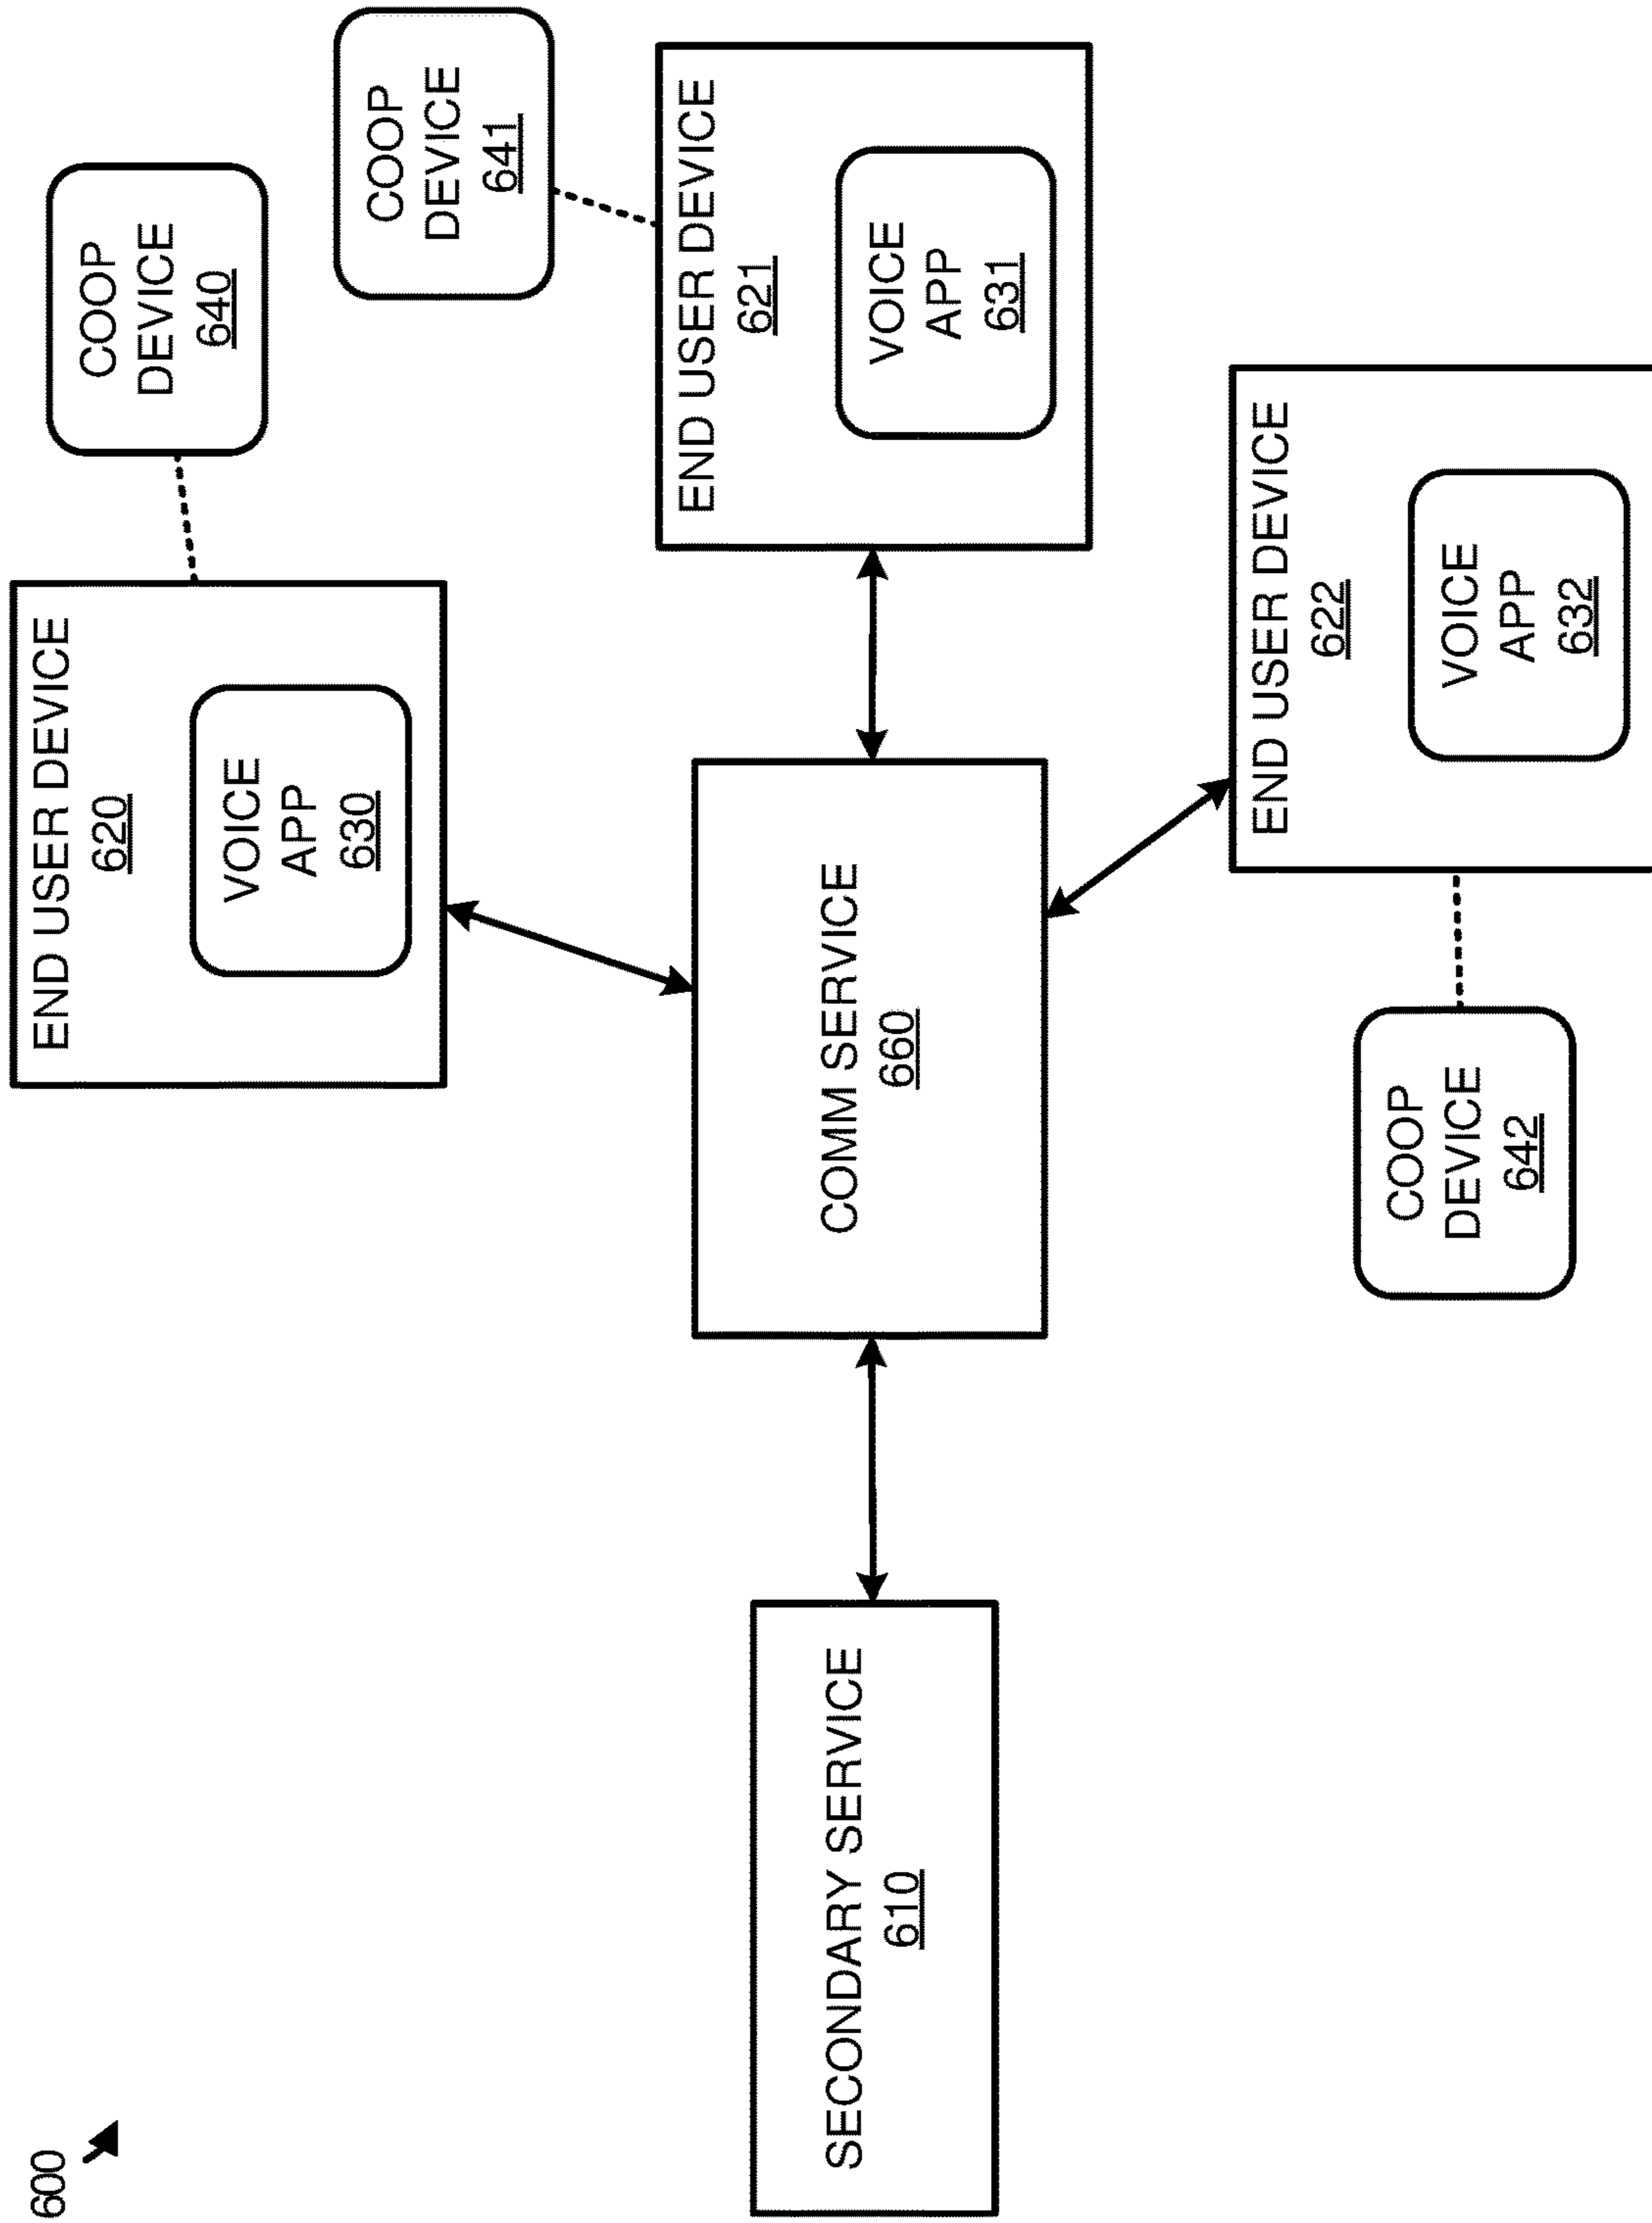 600
SECONDARY SERVICE
610
COMM SERVICE
660
END USER DEVICE
620
VOICE
APP
630
COOP
DEVICE
640
END USER DEVICE
621
VOICE
APP
631
COOP
DEVICE
641
END USER DEVICE
622
VOICE
APP
632
COOP
DEVICE
642